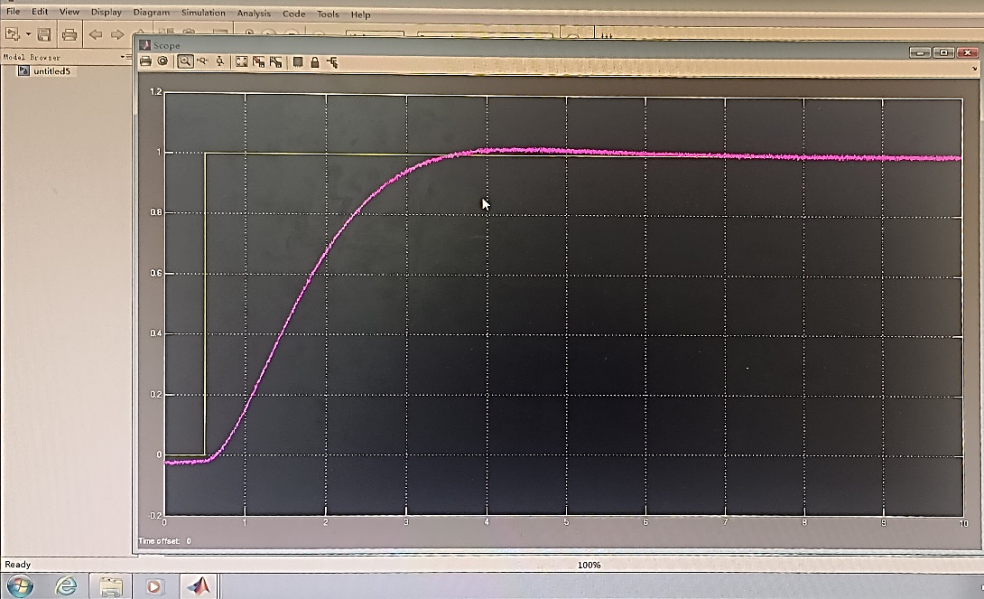 File Edit View Display Diagram Simulation Analysis Code Tools Help
Scope
Model Browser
untitled5
1.2
1
0.8
0.6
0.4
0.2
0
-0.2
0 1 2 3 4 5 6 7 8 9 10
Time offset: 0
Ready 100%